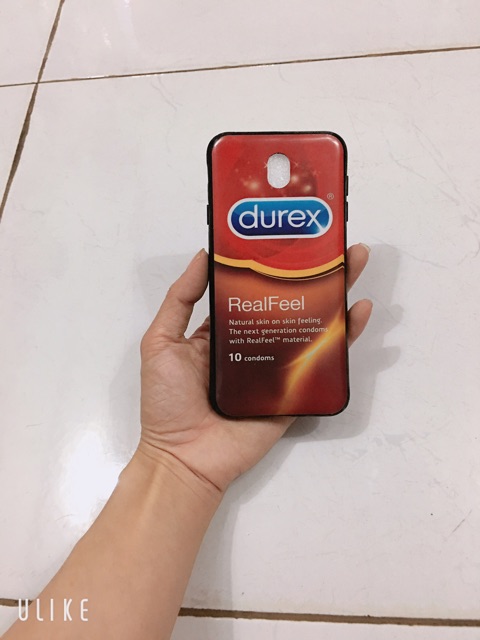 durex®
RealFeel
Natural skin on skin feeling.
The next generation condoms
with RealFeel™ material.
10 condoms
ULIKE